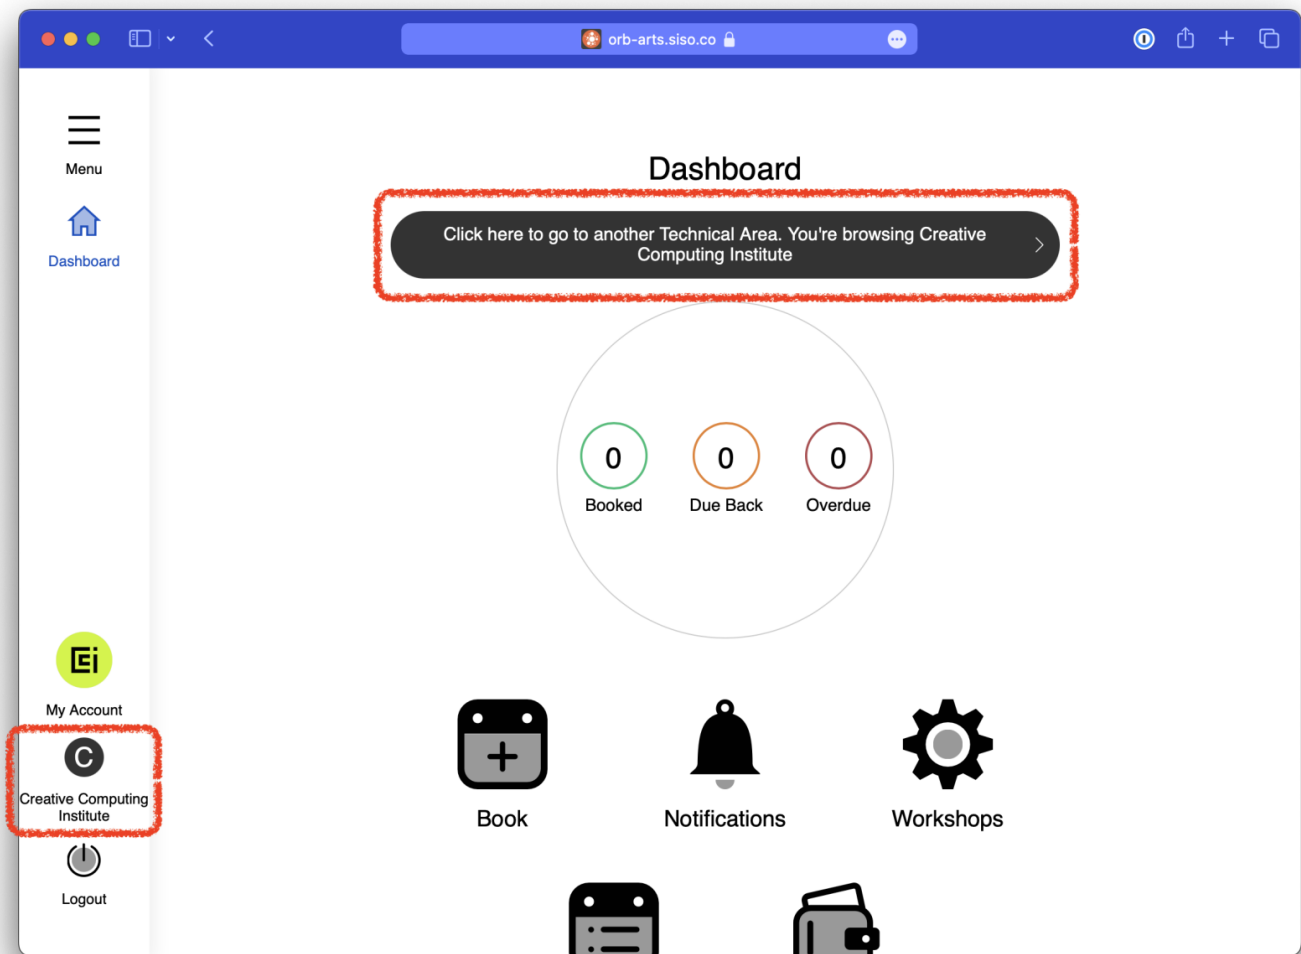 orb-arts.siso.co
Menu
Dashboard
Dashboard
Click here to go to another Technical Area. You're browsing Creative
Computing Institute
0
0
0
Booked
Due Back
Overdue
My Account
C
Creative Computing
Institute
Logout
Book
Notifications
Workshops